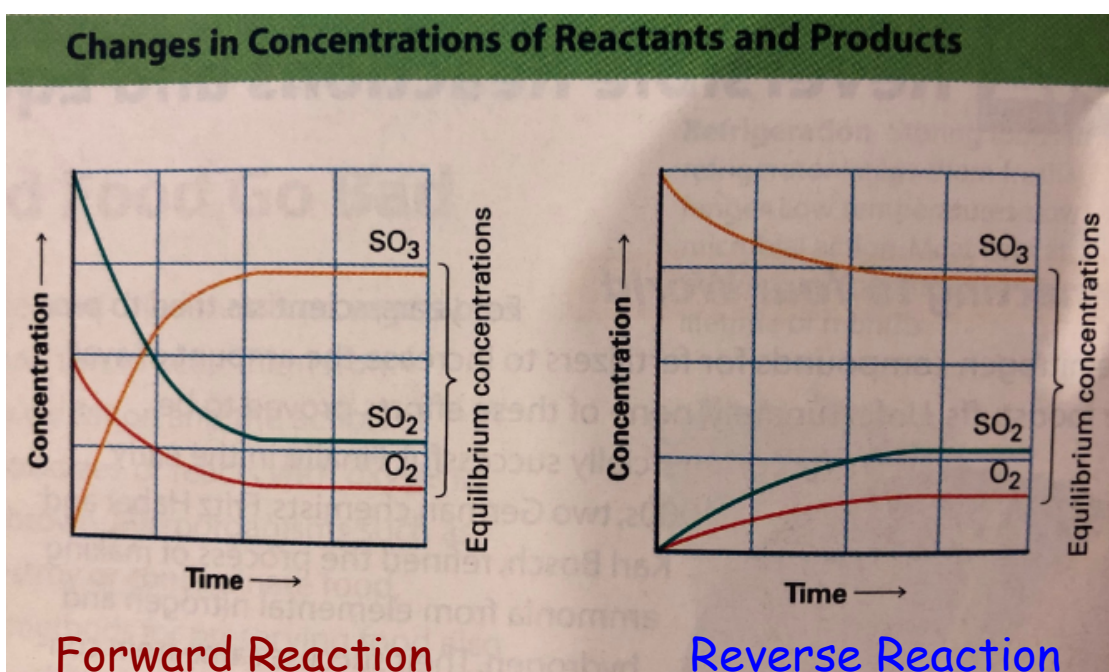 Changes in Concentrations of Reactants and Products
Concentration
SO₃
SO₂
O₂
Equilibrium concentrations
Time
Forward Reaction
Concentration
SO₃
SO₂
O₂
Equilibrium concentrations
Time
Reverse Reaction